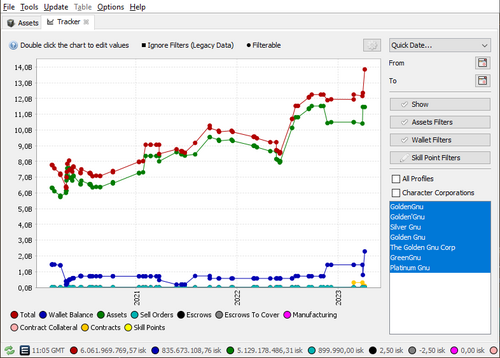 File Tools Update Table Options Help
Assets Tracker
Double click the chart to edit values Ignore Filters (Legacy Data) Filterable
Quick Date...
From
To
Show
Assets Filters
Wallet Filters
Skill Point Filters
All Profiles
Character Corporations
GoldenGnu
Golden'Gnu
Silver Gnu
Golden Gnu
The Golden Gnu Corp
GreenGnu
Platinum Gnu
14,0B
13,0B
12,0B
11,0B
10,0B
9,0B
8,0B
7,0B
6,0B
5,0B
4,0B
3,0B
2,0B
1,0B
0,0B
2021 2022 2023
Total Wallet Balance Assets Sell Orders Escrows Escrows To Cover Manufacturing
Contract Collateral Contracts Skill Points
11:05 GMT 6.061.969.769,57 isk 835.673.108,76 isk 5.129.178.486,31 isk 899.990,00 isk 2,50 isk -2,50 isk 0,00 isk